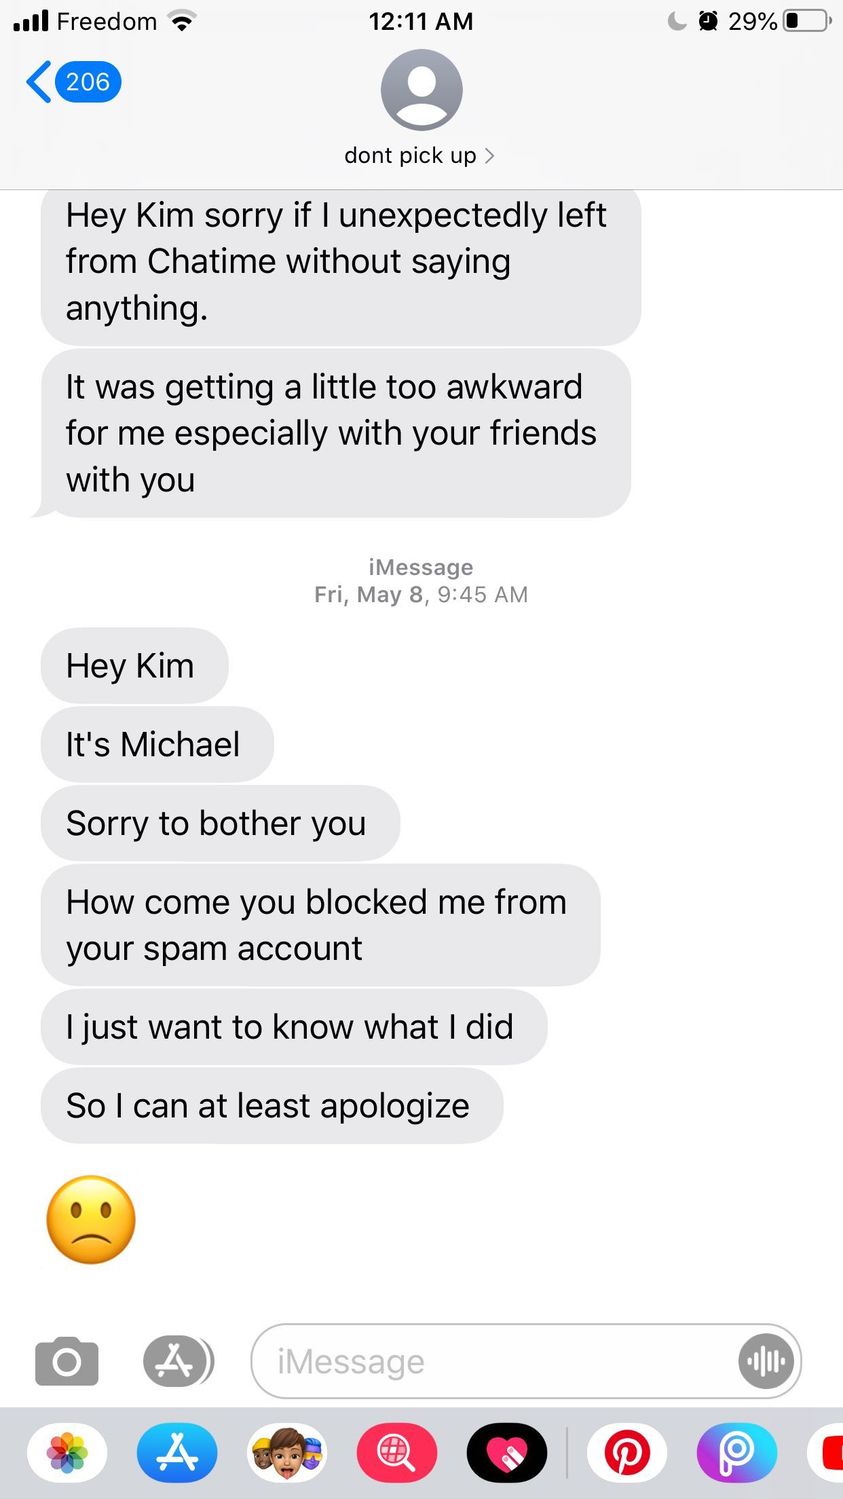 Freedom 12:11 AM 29%
206
dont pick up
Hey Kim sorry if I unexpectedly left
from Chatime without saying
anything.
It was getting a little too awkward
for me especially with your friends
with you
iMessage
Fri, May 8, 9:45 AM
Hey Kim
It's Michael
Sorry to bother you
How come you blocked me from
your spam account
I just want to know what I did
So I can at least apologize
iMessage